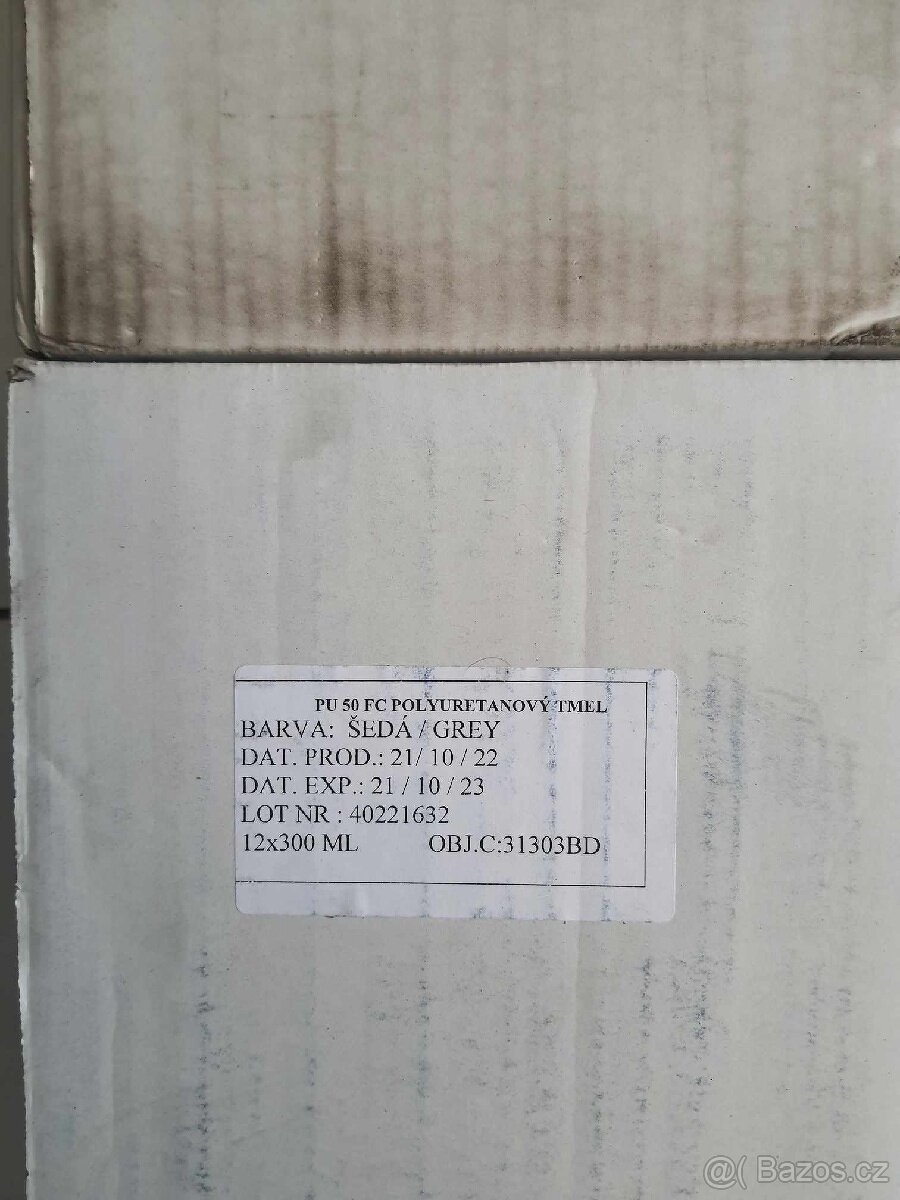 PU 50 FC POLYURETANOVÝ TMEL
BARVA: ŠEDÁ / GREY
DAT. PROD.: 21/ 10 / 22
DAT. EXP.: 21 / 10 / 23
LOT NR : 40221632
12x300 ML OBJ.C:31303BD
@( Bazos.cz